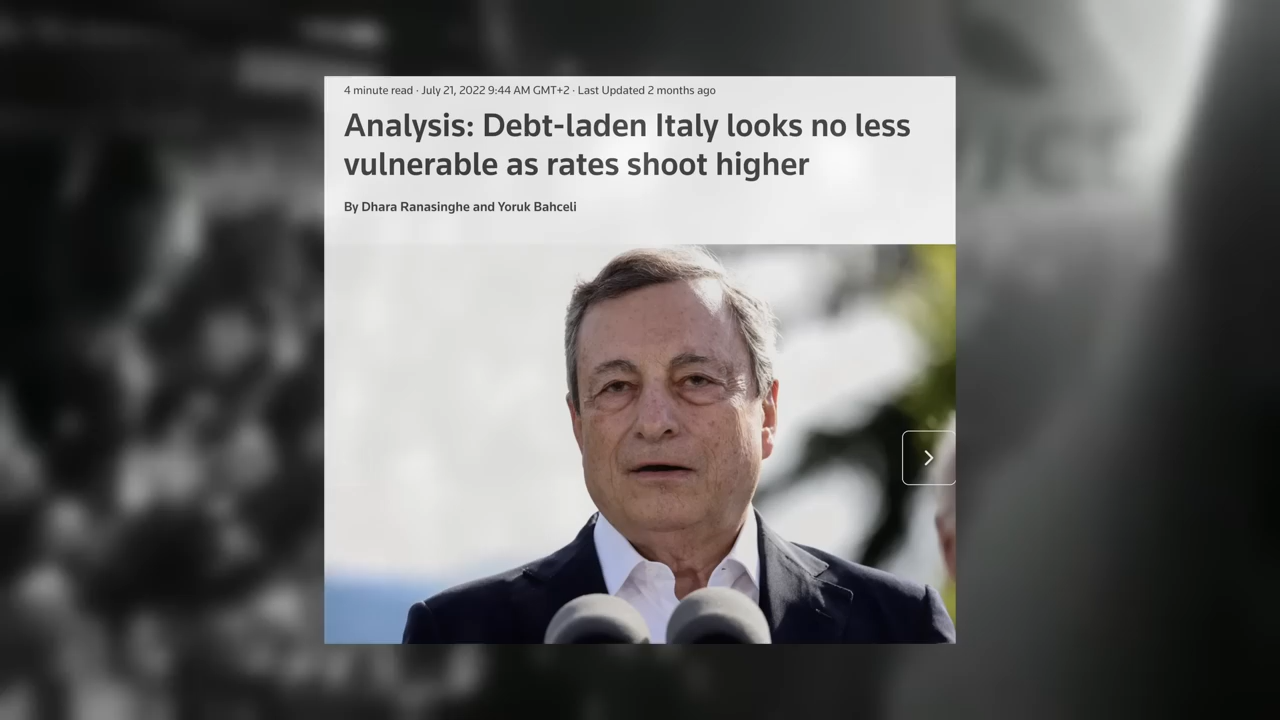 4 minute read · July 21, 2022 9:44 AM GMT+2 · Last Updated 2 months ago
Analysis: Debt-laden Italy looks no less
vulnerable as rates shoot higher
By Dhara Ranasinghe and Yoruk Bahceli